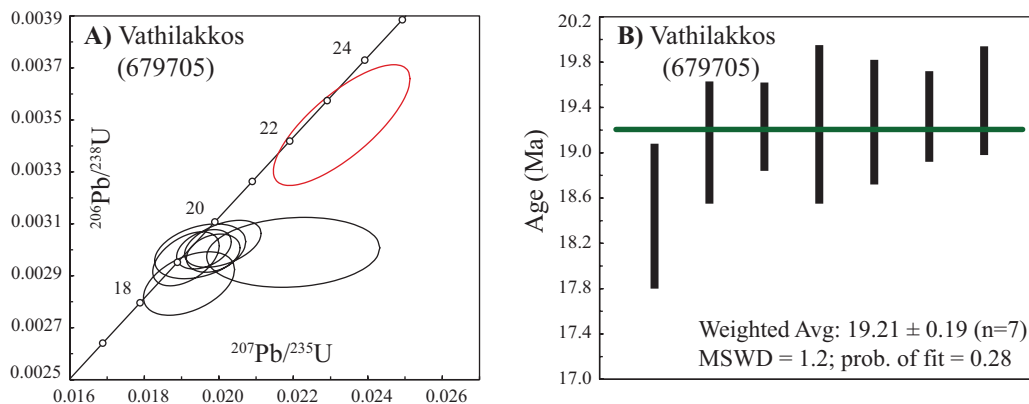 A) Vathilakkos
(679705)
0.0039
0.0037
0.0035
0.0033
0.0031
0.0029
0.0027
0.0025
²⁰⁶Pb/²³⁸U
24
22
20
18
²⁰⁷Pb/²³⁵U
0.016 0.018 0.020 0.022 0.024 0.026
B) Vathilakkos
(679705)
20.2
19.8
19.4
19.0
18.6
18.2
17.8
17.4
17.0
Age (Ma)
Weighted Avg: 19.21 ± 0.19 (n=7)
MSWD = 1.2; prob. of fit = 0.28